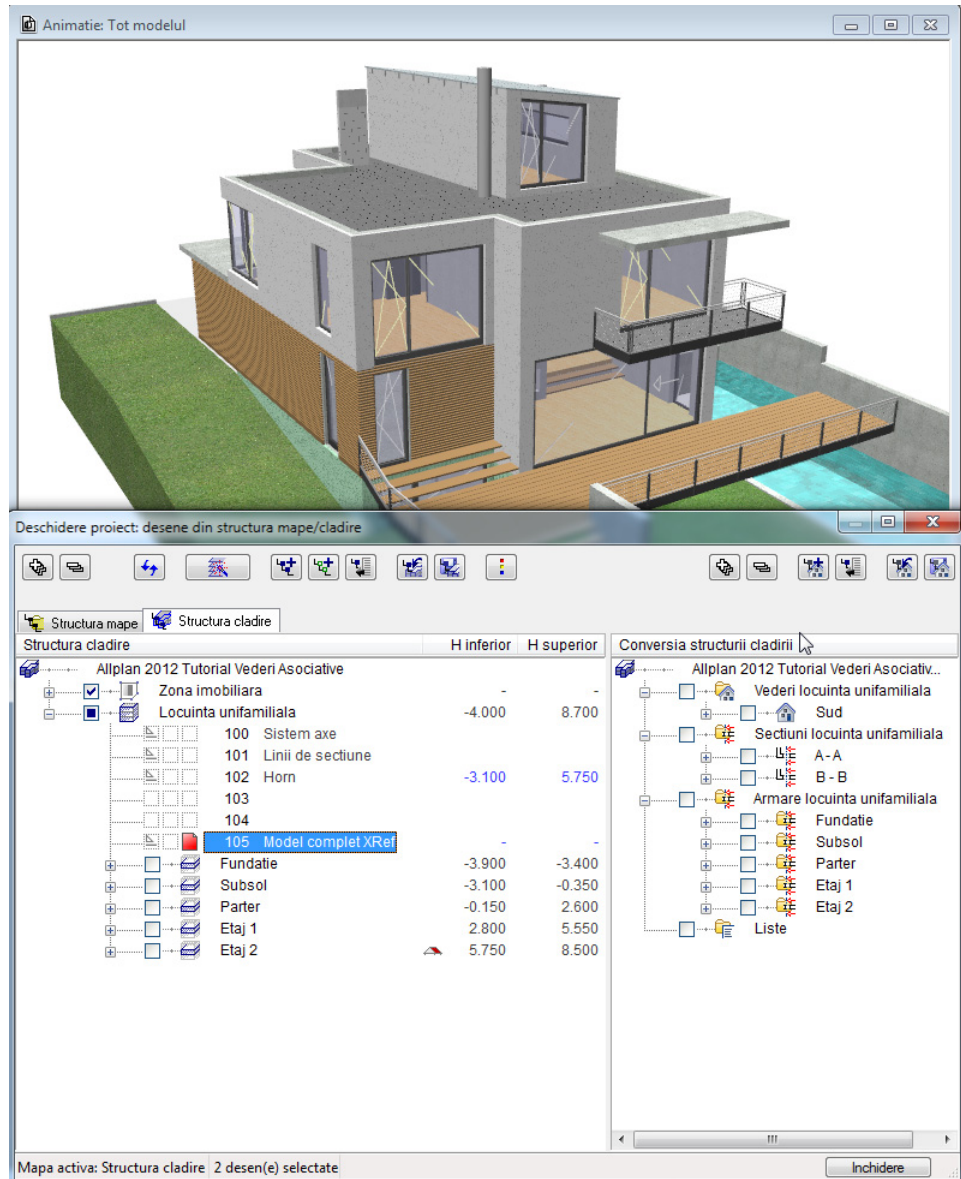 Animatie: Tot modelul
Deschidere proiect: desene din structura mape/cladire
Structura mape Structura cladire
Structura cladire H inferior H superior Conversia structurii cladirii
Allplan 2012 Tutorial Vederi Asociative Allplan 2012 Tutorial Vederi Asociativ...
Zona imobiliara - - Vederi locuinta unifamiliala
Locuinta unifamiliala -4.000 8.700 Sud
100 Sistem axe Sectiuni locuinta unifamiliala
101 Linii de sectiune A - A
102 Horn -3.100 5.750 B - B
103 Armare locuinta unifamiliala
104 Fundatie
105 Model complet XRef - - Subsol
Fundatie -3.900 -3.400 Parter
Subsol -3.100 -0.350 Etaj 1
Parter -0.150 2.600 Etaj 2
Etaj 1 2.800 5.550 Liste
Etaj 2 5.750 8.500
Mapa activa: Structura cladire 2 desen(e) selectate Inchidere